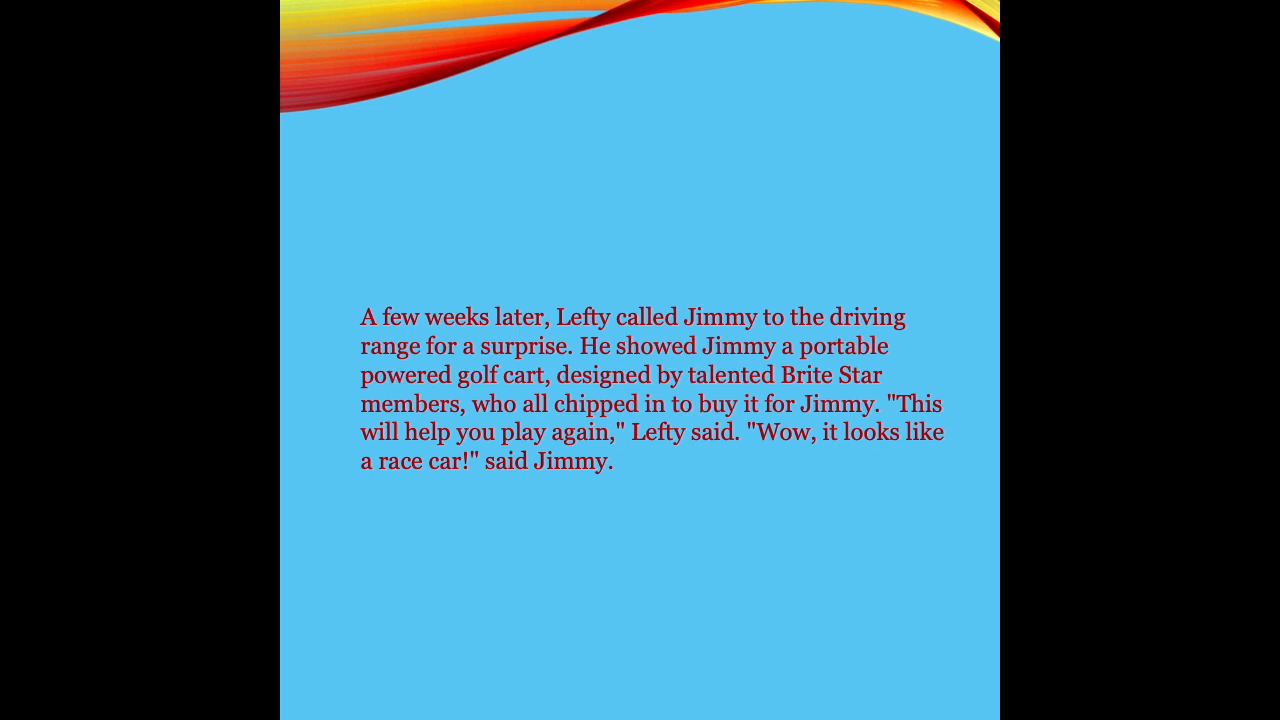 A few weeks later, Lefty called Jimmy to the driving
range for a surprise. He showed Jimmy a portable
powered golf cart, designed by talented Brite Star
members, who all chipped in to buy it for Jimmy. "This
will help you play again," Lefty said. "Wow, it looks like
a race car!" said Jimmy.